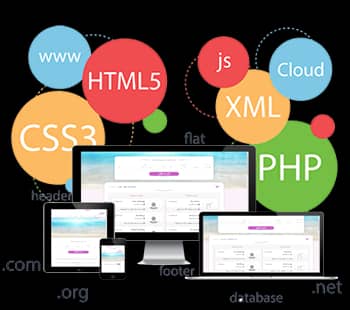 www
HTML5
js
Cloud
XML
CSS3
flat
PHP
header
.com
footer
.net
.org
database